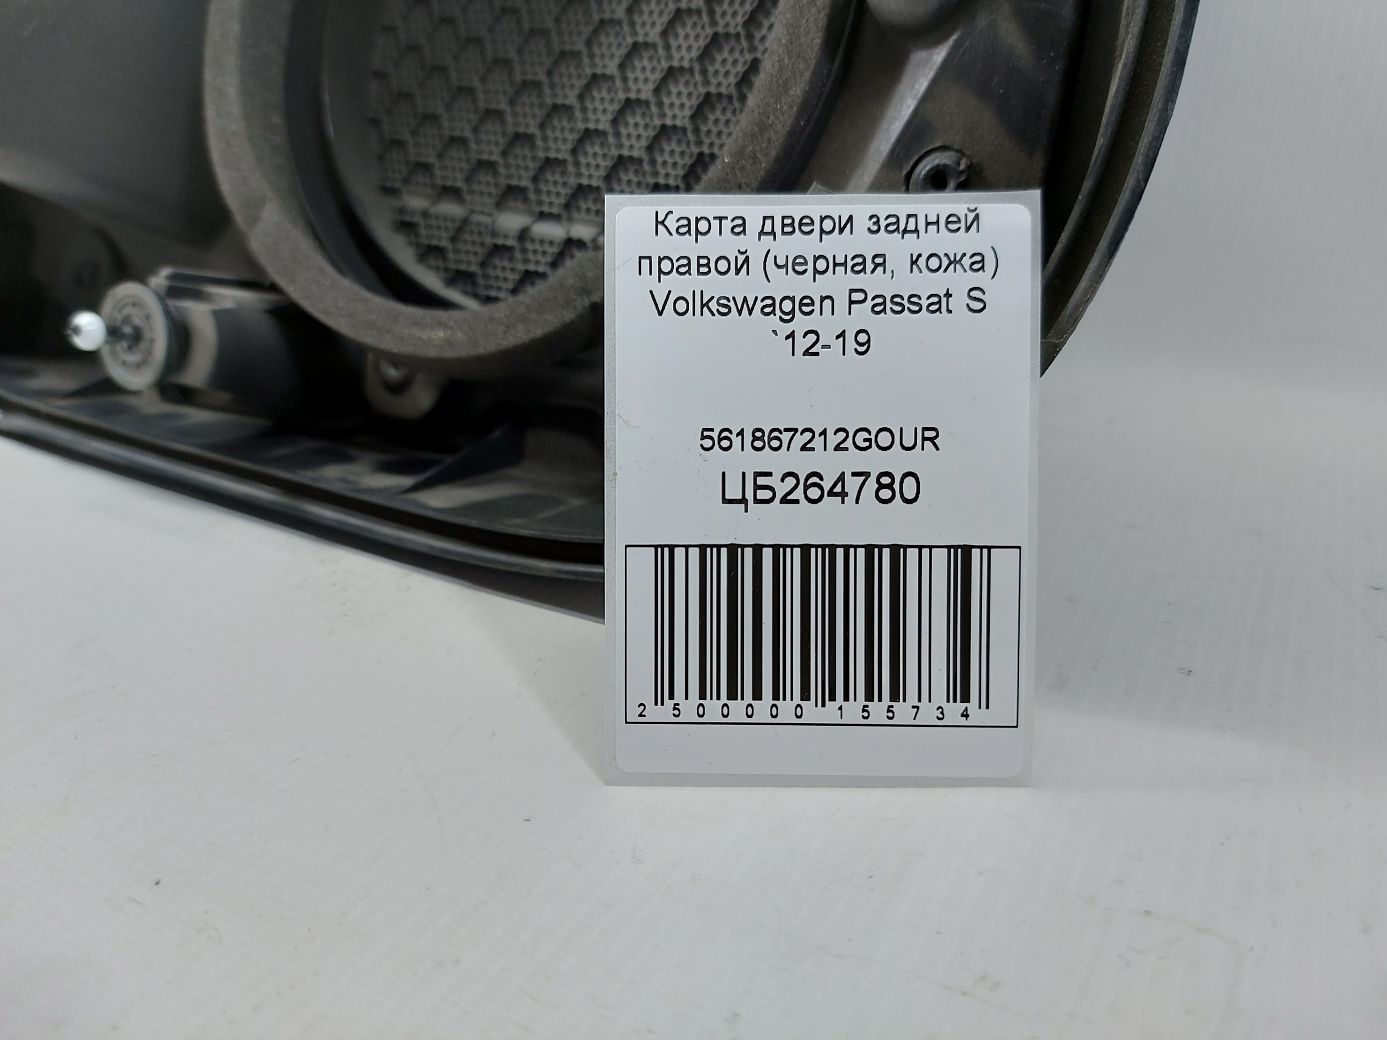 Карта двери задней
правой (черная, кожа)
Volkswagen Passat S
`12-19
561867212GOUR
ЦБ264780
2 500000 155734